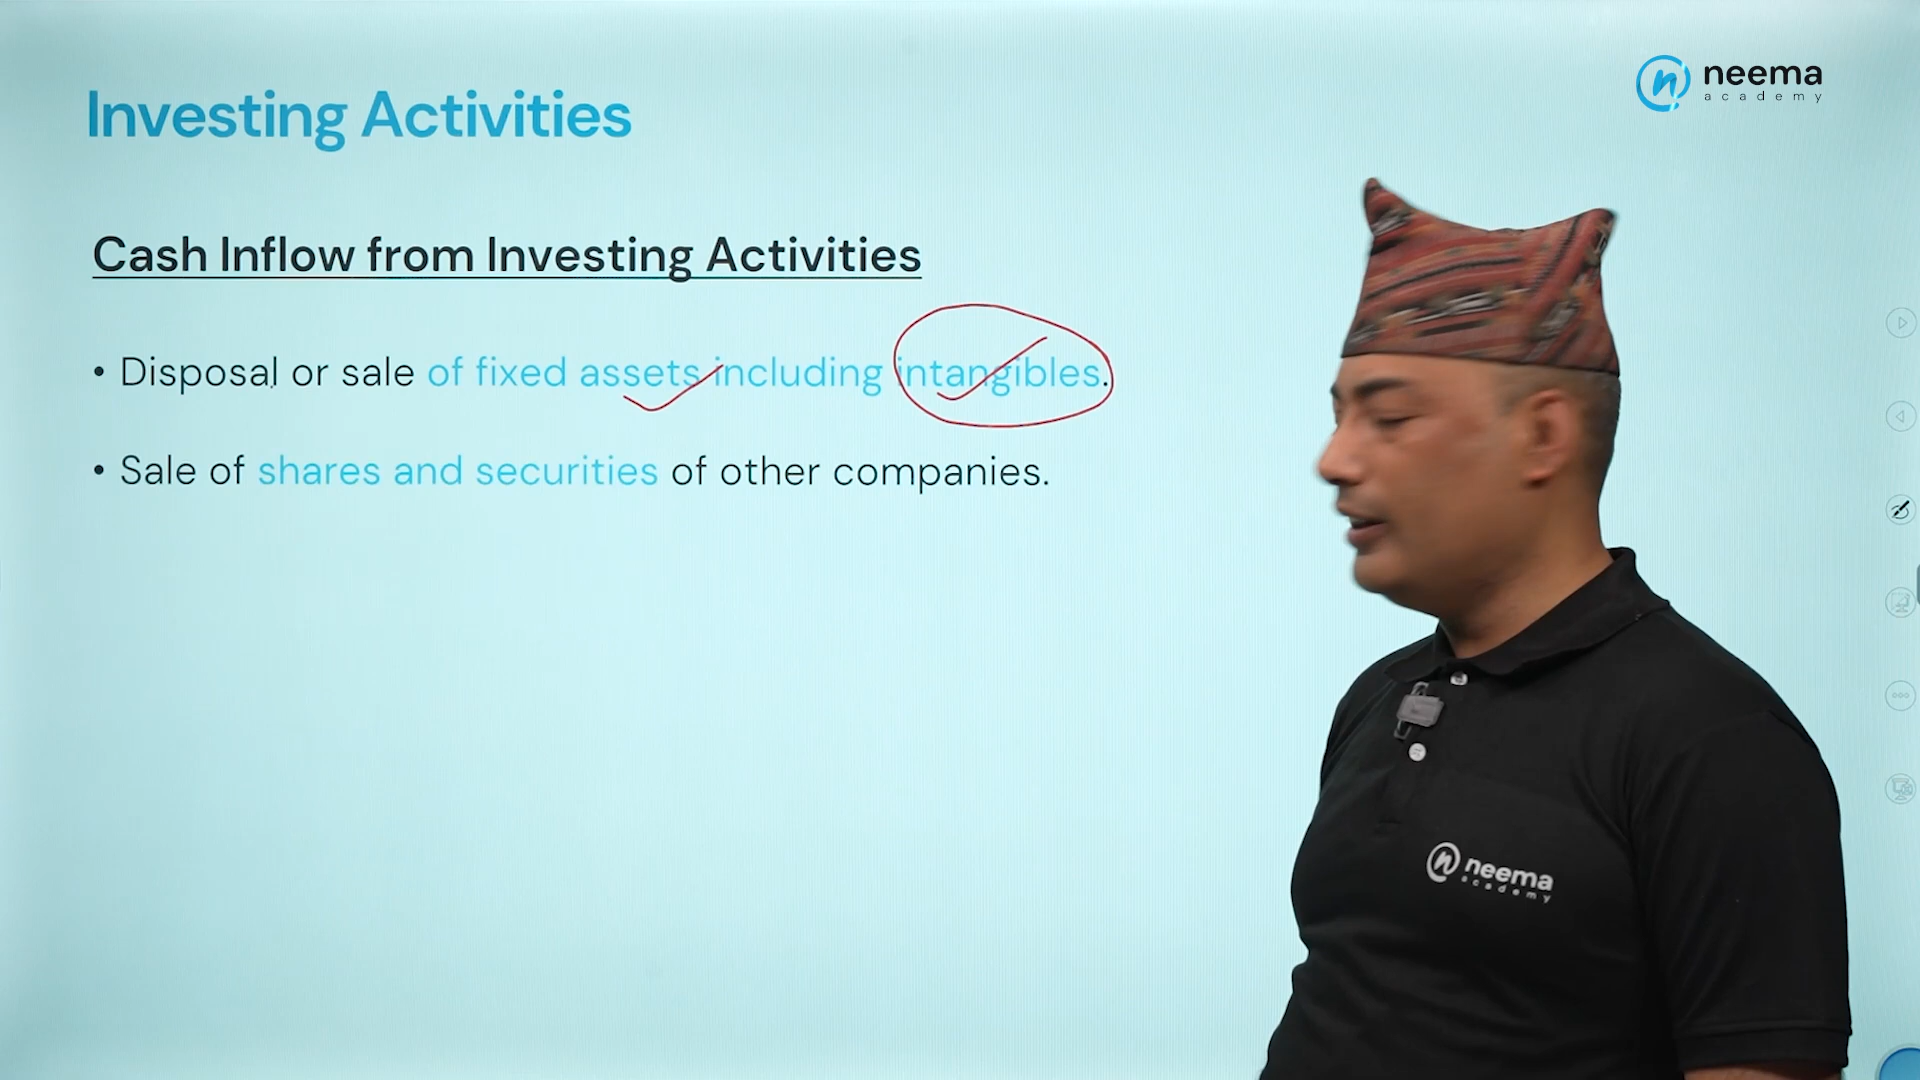 neema
academy
Investing Activities
Cash Inflow from Investing Activities
• Disposal or sale of fixed assets including intangibles.
• Sale of shares and securities of other companies.
neema
academy